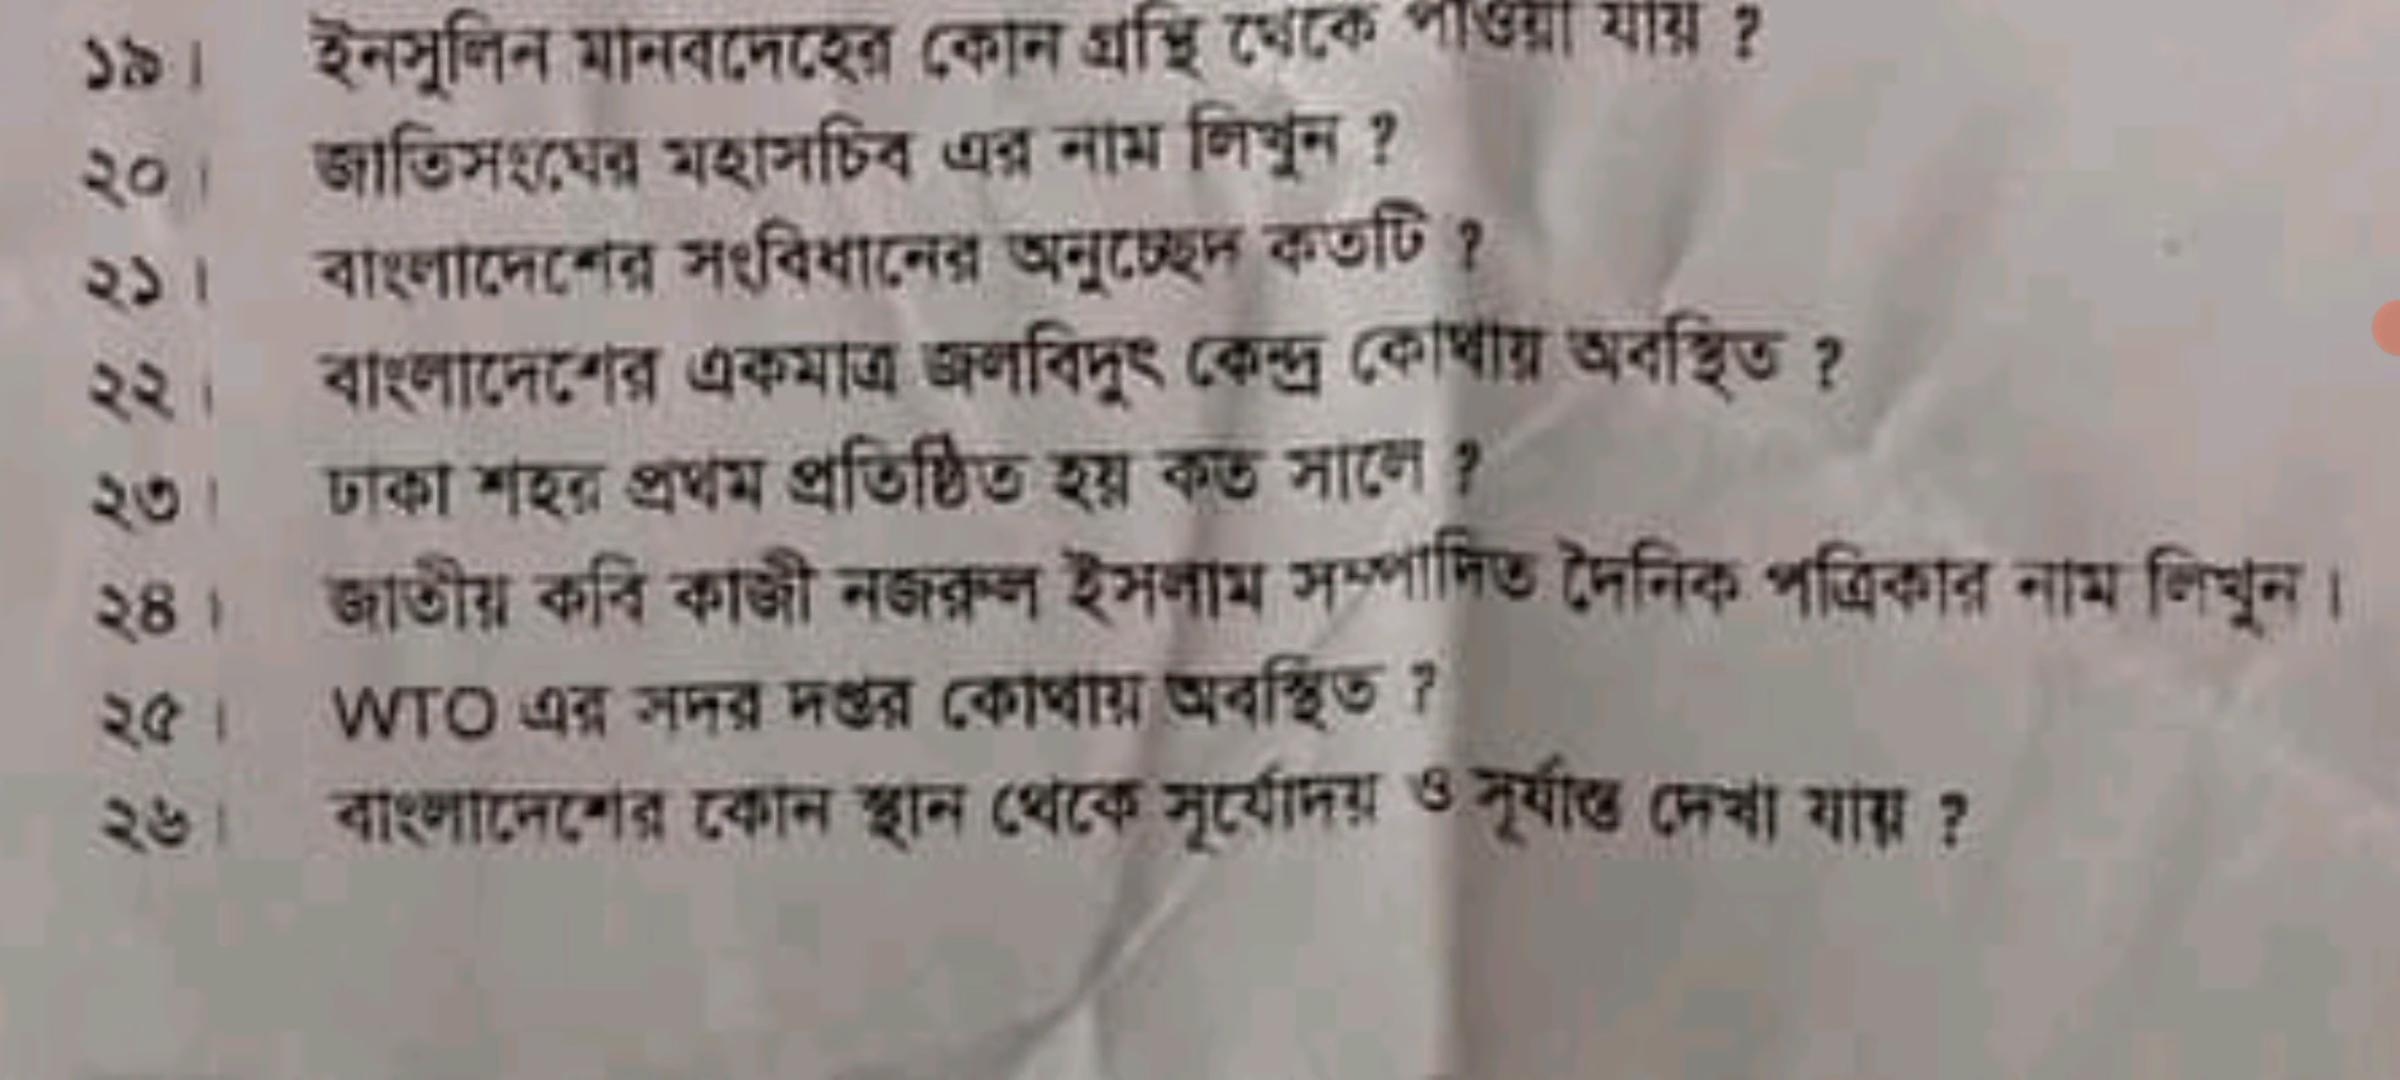 ১৯। ইনসুলিন মানবদেহের কোন গ্রন্থি থেকে পাওয়া যায় ?
২০। জাতিসংঘের মহাসচিব এর নাম লিখুন ?
২১। বাংলাদেশের সংবিধানের অনুচ্ছেদ কতটি ?
২২। বাংলাদেশের একমাত্র জলবিদুৎ কেন্দ্র কোথায় অবস্থিত ?
২৩। ঢাকা শহর প্রথম প্রতিষ্ঠিত হয় কত সালে ?
২৪। জাতীয় কবি কাজী নজরুল ইসলাম সম্পাদিত দৈনিক পত্রিকার নাম লিখুন।
২৫। WTO এর সদর দপ্তর কোথায় অবস্থিত ?
২৬। বাংলাদেশের কোন স্থান থেকে সূর্যোদয় ও সূর্যাস্ত দেখা যায় ?